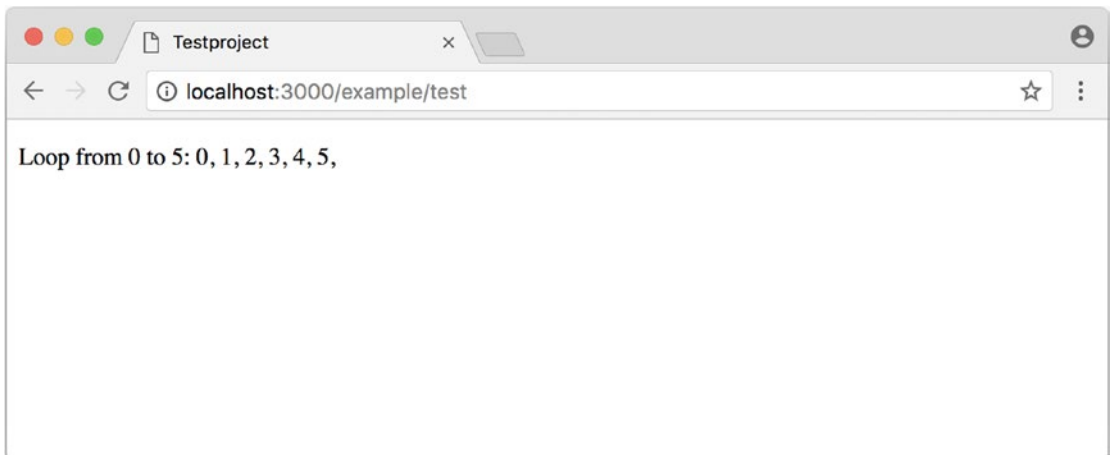 Testproject
localhost:3000/example/test
Loop from 0 to 5: 0, 1, 2, 3, 4, 5,